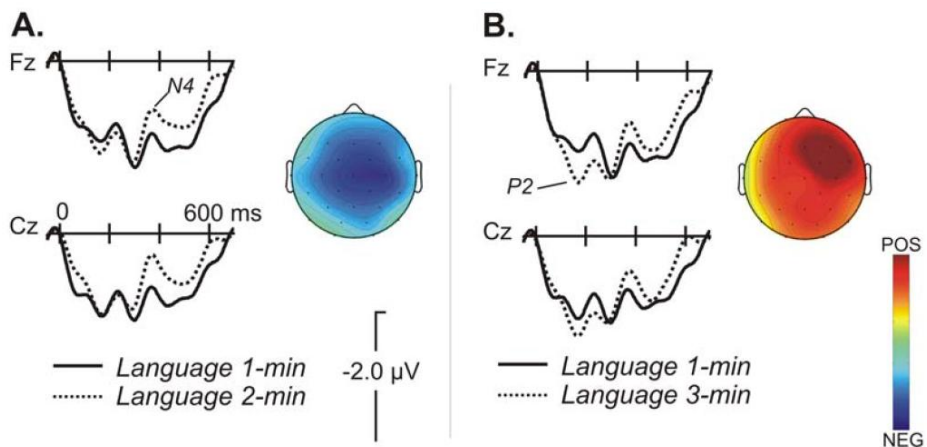 A.
Fz
N4
Cz
0
600 ms
-2.0 µV
Language 1-min
Language 2-min
B.
Fz
P2
Cz
Language 1-min
Language 3-min
POS
NEG